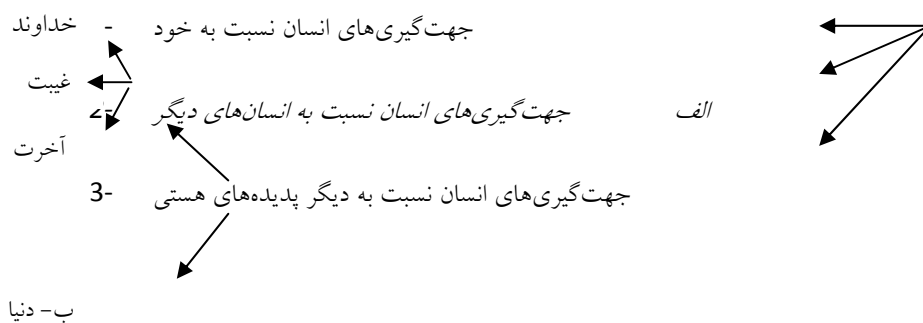 جهت‌گیری‌های انسان نسبت به خود - خداوند
غیبت
الف جهت‌گیری‌های انسان نسبت به انسان‌های دیگر 2-
آخرت
جهت‌گیری‌های انسان نسبت به دیگر پدیده‌های هستی 3-
ب- دنیا